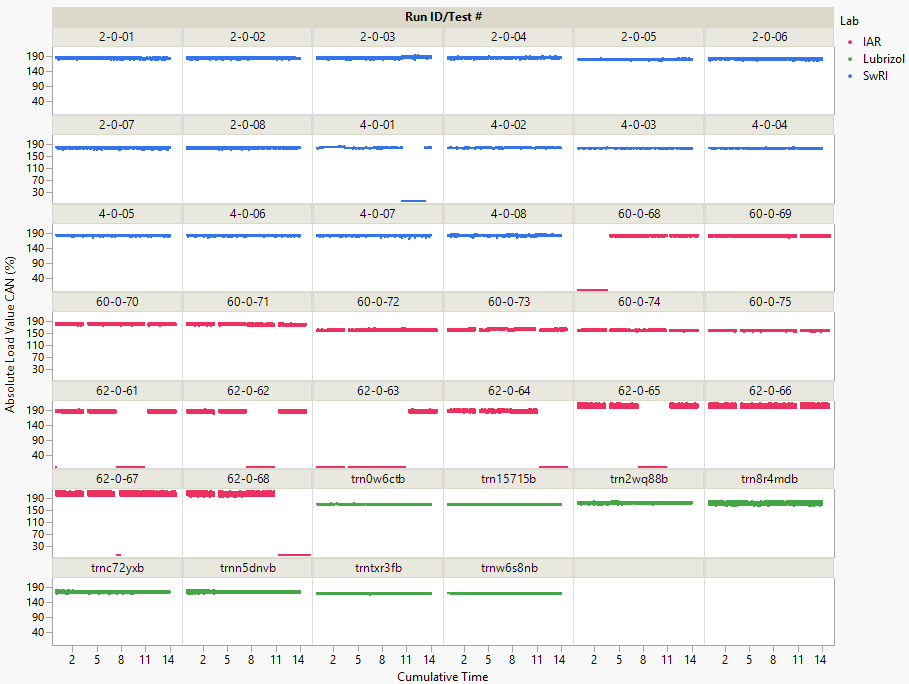 Run ID/Test #
Lab
IAR
Lubrizol
SwRI
2-0-01 2-0-02 2-0-03 2-0-04 2-0-05 2-0-06
190
140
90
40
2-0-07 2-0-08 4-0-01 4-0-02 4-0-03 4-0-04
190
150
110
70
30
4-0-05 4-0-06 4-0-07 4-0-08 60-0-68 60-0-69
190
140
90
40
60-0-70 60-0-71 60-0-72 60-0-73 60-0-74 60-0-75
190
150
110
70
30
62-0-61 62-0-62 62-0-63 62-0-64 62-0-65 62-0-66
190
140
90
40
62-0-67 62-0-68 trn0w6ctb trn15715b trn2wq88b trn8r4mdb
190
150
110
70
30
trnc72yxb trnn5dnvb trntxr3fb trnw6s8nb
190
140
90
40
Absolute Load Value CAN (%)
2 5 8 11 14 2 5 8 11 14 2 5 8 11 14 2 5 8 11 14 2 5 8 11 14 2 5 8 11 14
Cumulative Time